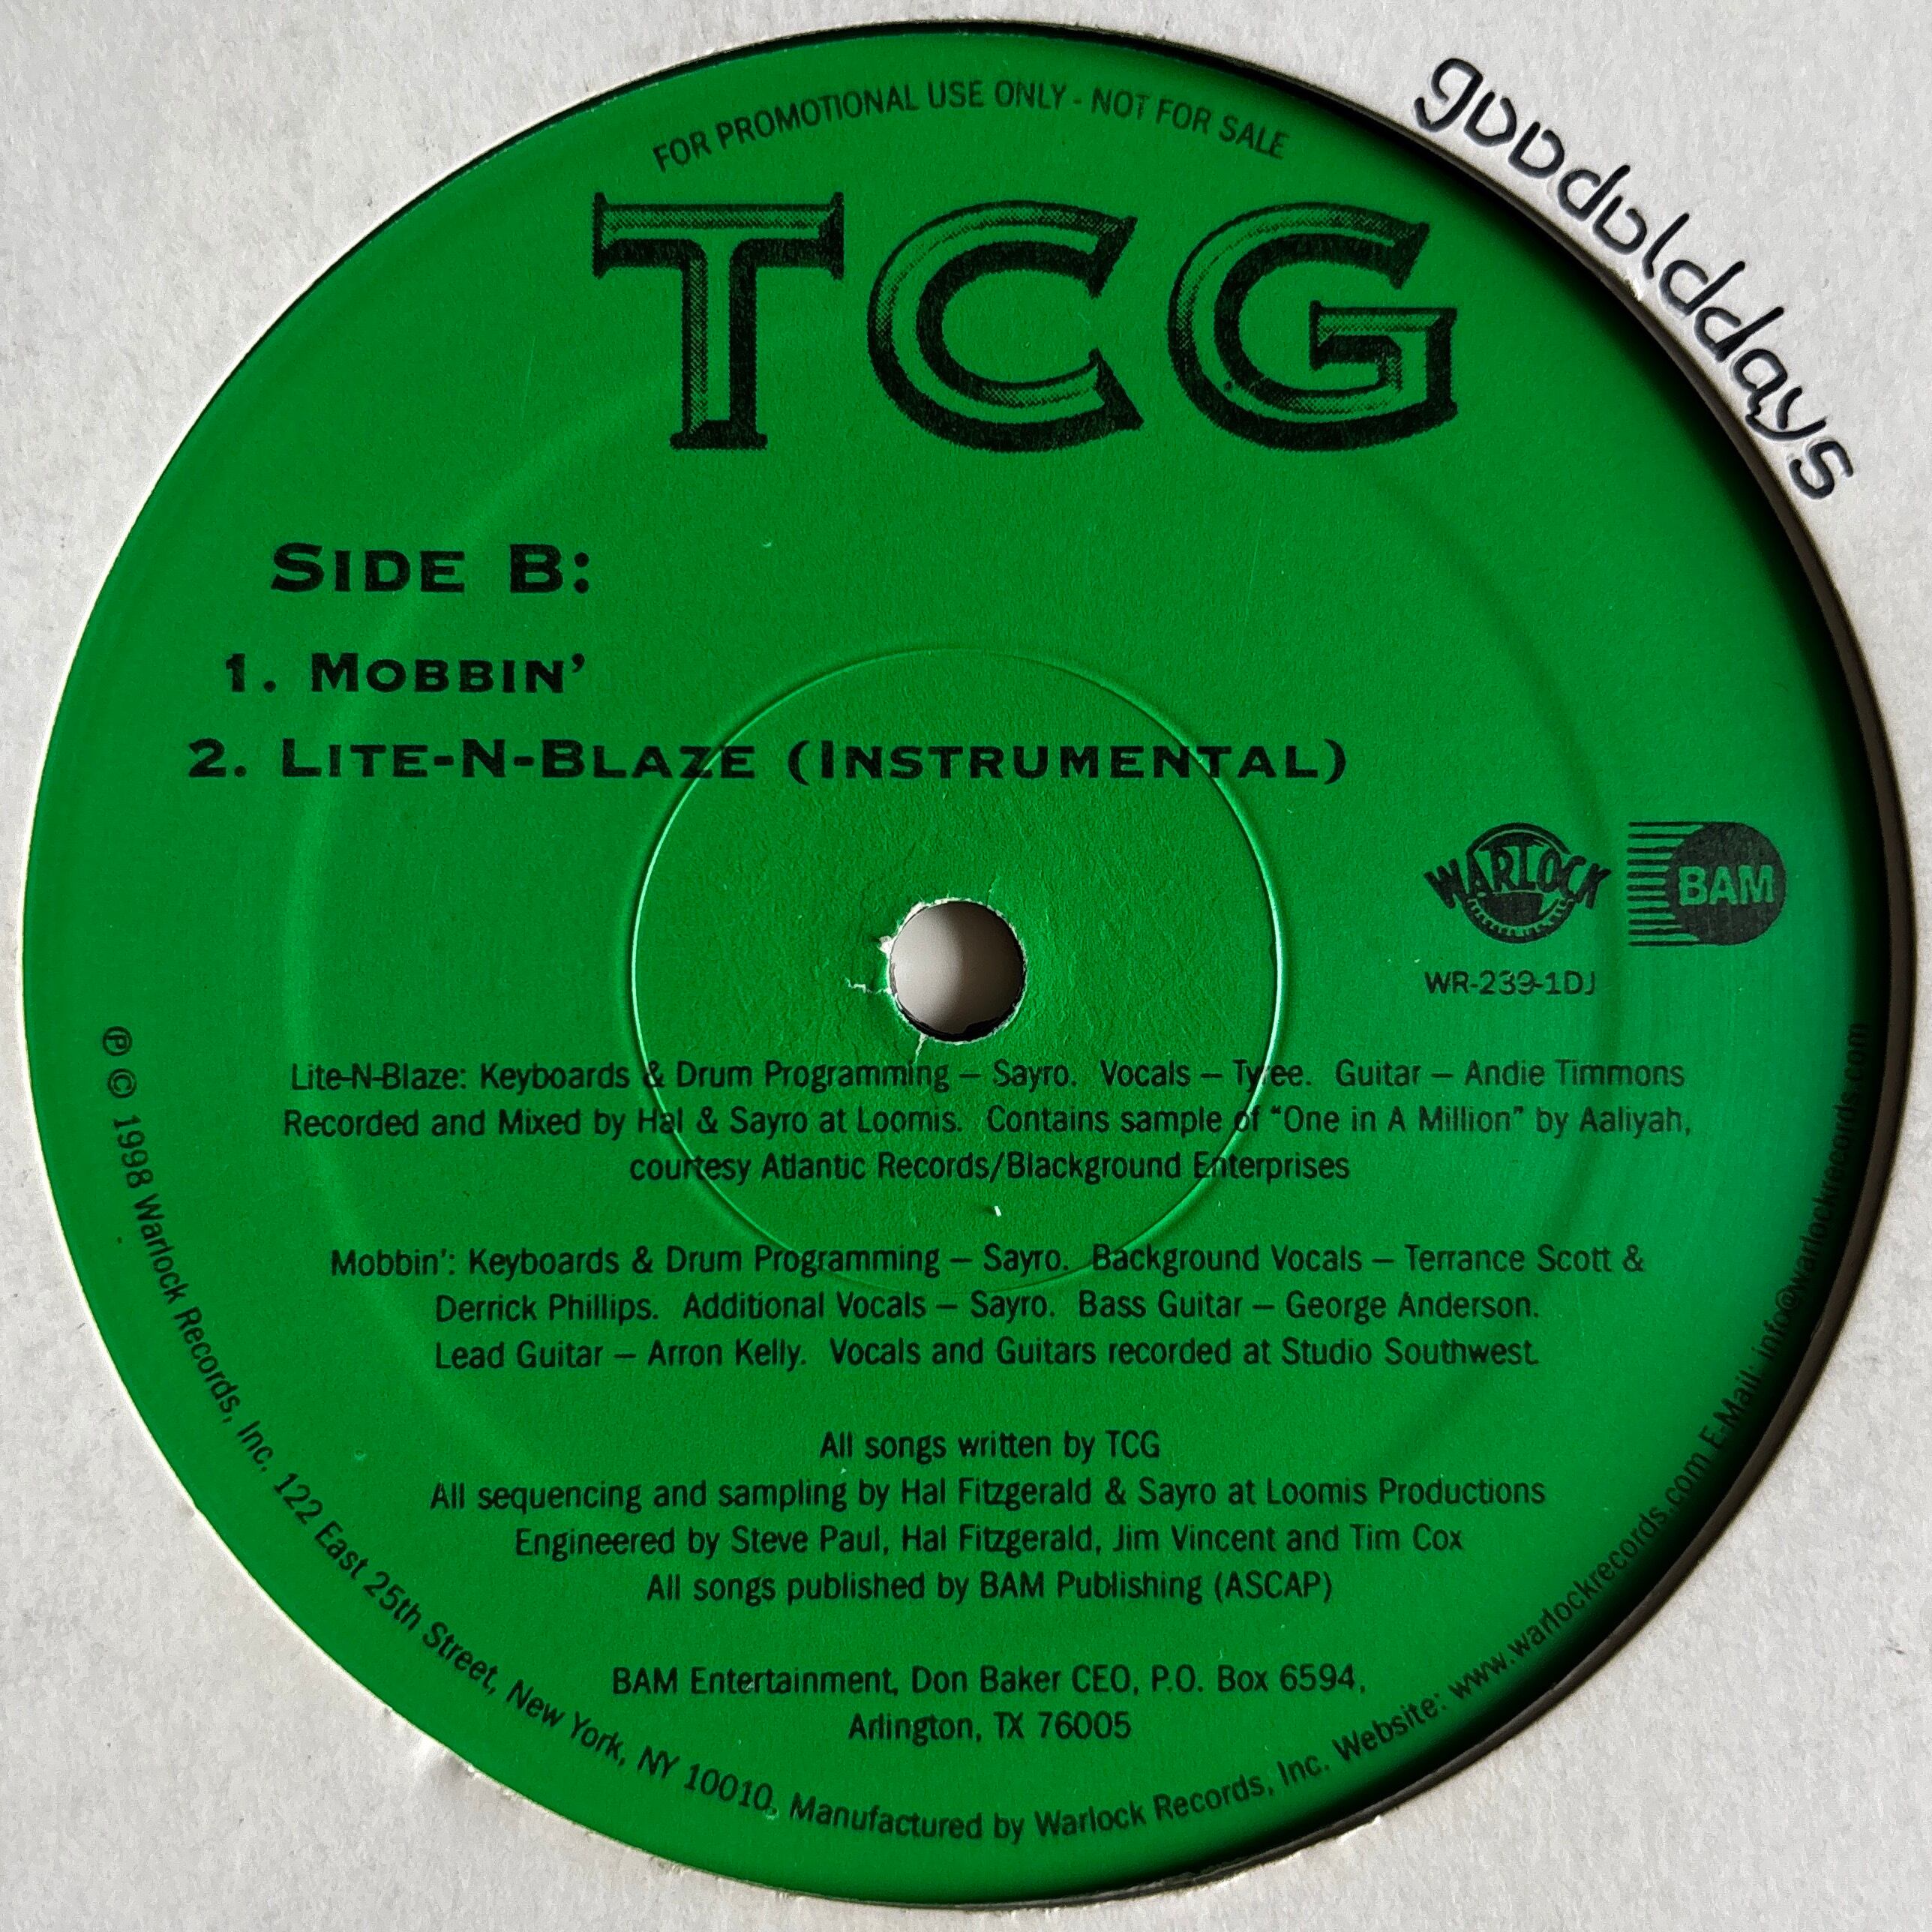 FOR PROMOTIONAL USE ONLY - NOT FOR SALE
goodolddays
TCG
SIDE B:
1. MOBBIN’
2. LITE-N-BLAZE (INSTRUMENTAL)
WARLOCK
BAM
WR-239-1DJ
Lite-N-Blaze: Keyboards & Drum Programming – Sayro. Vocals – Tyree. Guitar – Andie Timmons
Recorded and Mixed by Hal & Sayro at Loomis. Contains sample of “One in A Million” by Aaliyah,
courtesy Atlantic Records/Blackground Enterprises
Mobbin’: Keyboards & Drum Programming – Sayro. Background Vocals – Terrance Scott &
Derrick Phillips. Additional Vocals – Sayro. Bass Guitar – George Anderson.
Lead Guitar – Arron Kelly. Vocals and Guitars recorded at Studio Southwest.
All songs written by TCG
All sequencing and sampling by Hal Fitzgerald & Sayro at Loomis Productions
Engineered by Steve Paul, Hal Fitzgerald, Jim Vincent and Tim Cox
All songs published by BAM Publishing (ASCAP)
BAM Entertainment, Don Baker CEO, P.O. Box 6594,
Arlington, TX 76005
℗ © 1998 Warlock Records, Inc. 122 East 25th Street, New York, NY 10010. Manufactured by Warlock Records, Inc. Website: www.warlockrecords.com E-Mail: info@warlockrecords.com